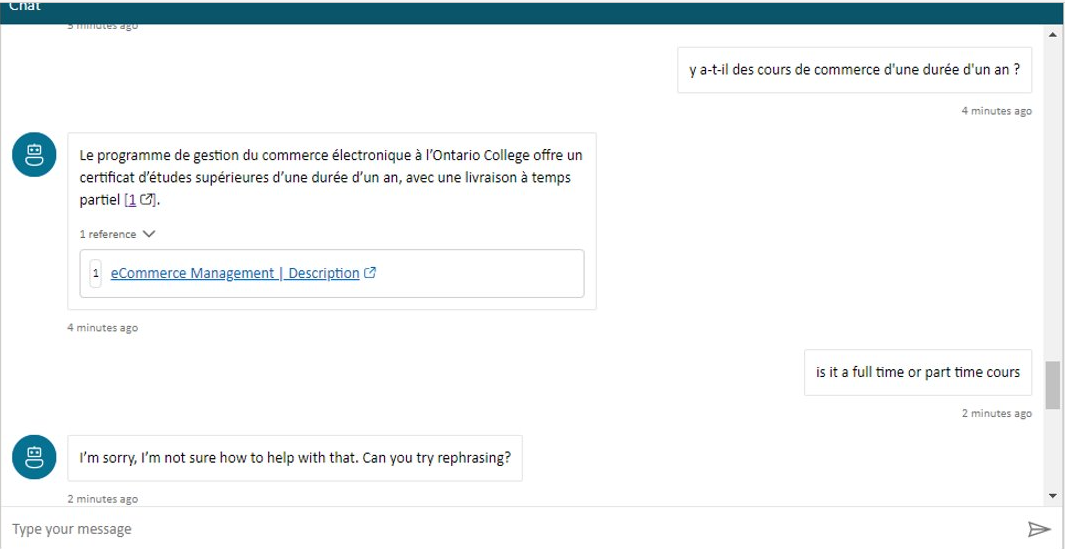 Chat
5 minutes ago
y a-t-il des cours de commerce d'une durée d'un an ?
4 minutes ago
Le programme de gestion du commerce électronique à l’Ontario College offre un
certificat d’études supérieures d’une durée d’un an, avec une livraison à temps
partiel [1].
1 reference
1 eCommerce Management | Description
4 minutes ago
is it a full time or part time cours
2 minutes ago
I’m sorry, I’m not sure how to help with that. Can you try rephrasing?
2 minutes ago
Type your message